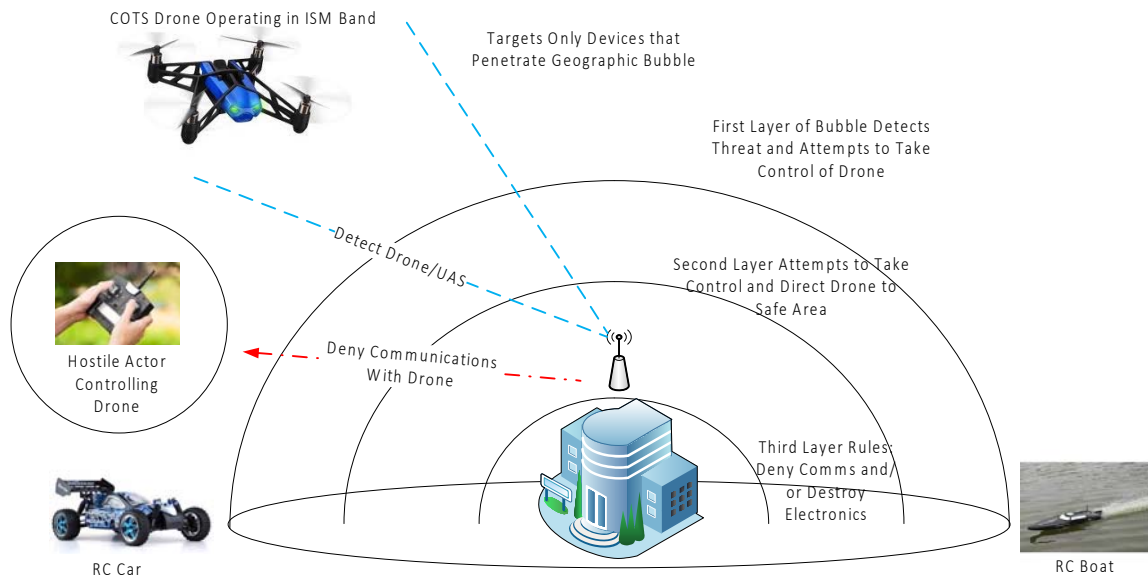 COTS Drone Operating in ISM Band
Targets Only Devices that
Penetrate Geographic Bubble
First Layer of Bubble Detects
Threat and Attempts to Take
Control of Drone
Detect Drone/UAS
Second Layer Attempts to Take
Control and Direct Drone to
Safe Area
Deny Communications
With Drone
Hostile Actor
Controlling
Drone
Third Layer Rules:
Deny Comms and/
or Destroy
Electronics
RC Car
RC Boat